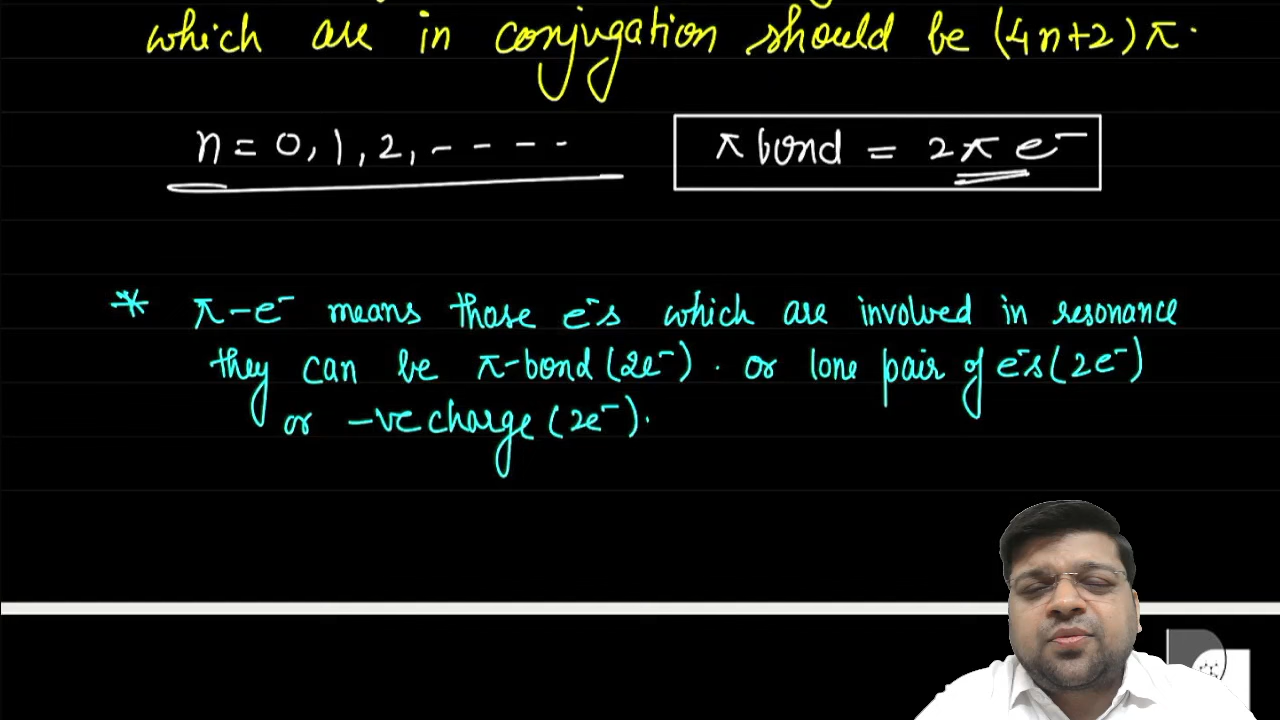 which are in conjugation should be (4n+2)π.
n = 0, 1, 2, - - - - -
π bond = 2π e⁻
* π-e⁻ means those e⁻s which are involved in resonance
they can be π-bond (2e⁻). or lone pair of e⁻s (2e⁻)
or -ve charge (2e⁻).